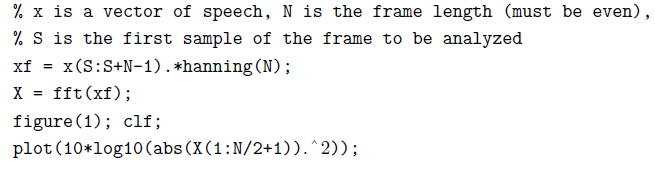 % x is a vector of speech, N is the frame length (must be even),
% S is the first sample of the frame to be analyzed
xf = x(S:S+N-1).*hanning(N);
X = fft(xf);
figure(1); clf;
plot(10*log10(abs(X(1:N/2+1)).^2));